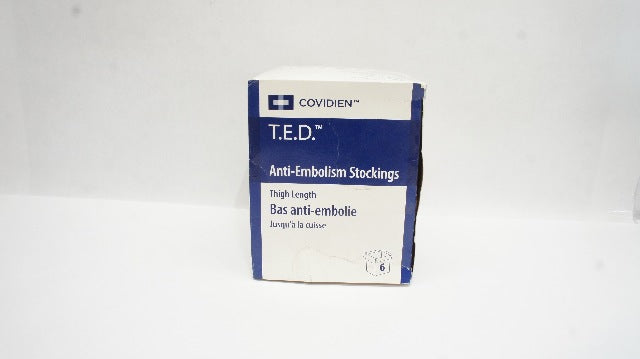 COVIDIEN™
T.E.D.™
Anti-Embolism Stockings
Thigh Length
Bas anti-embolie
Jusqu'à la cuisse
6